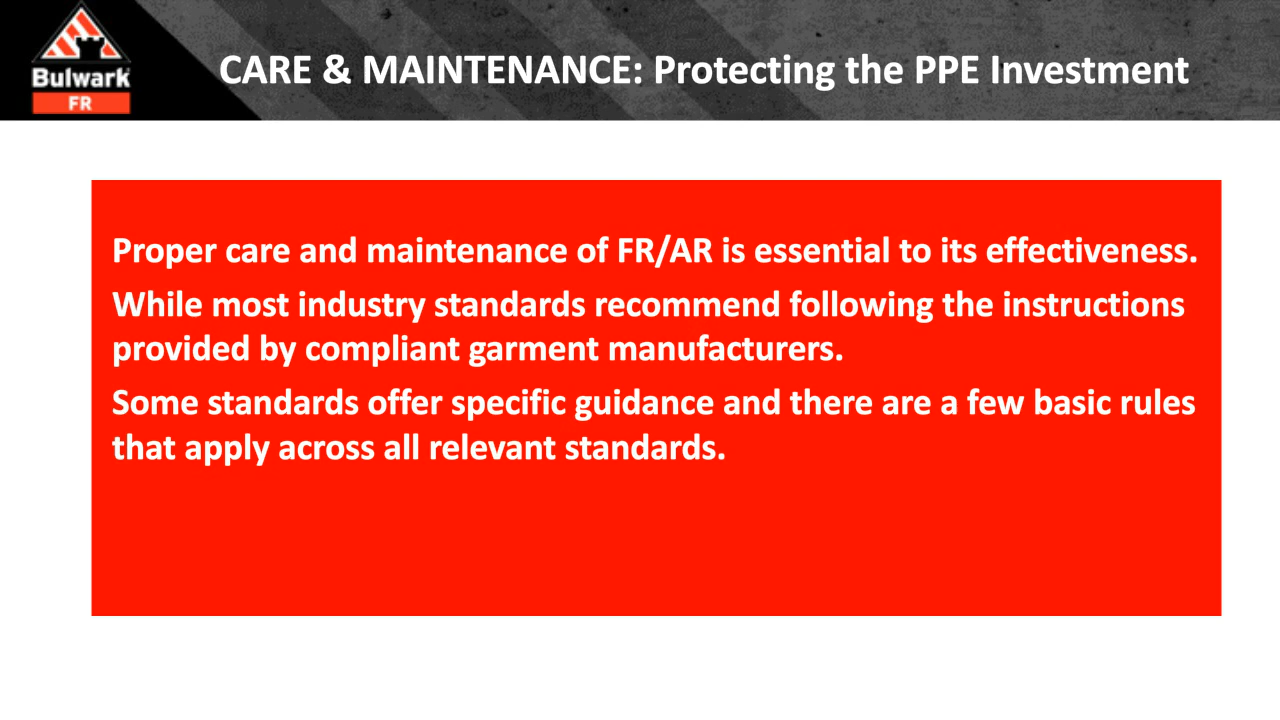 Bulwark
FR
CARE & MAINTENANCE: Protecting the PPE Investment
Proper care and maintenance of FR/AR is essential to its effectiveness.
While most industry standards recommend following the instructions
provided by compliant garment manufacturers.
Some standards offer specific guidance and there are a few basic rules
that apply across all relevant standards.